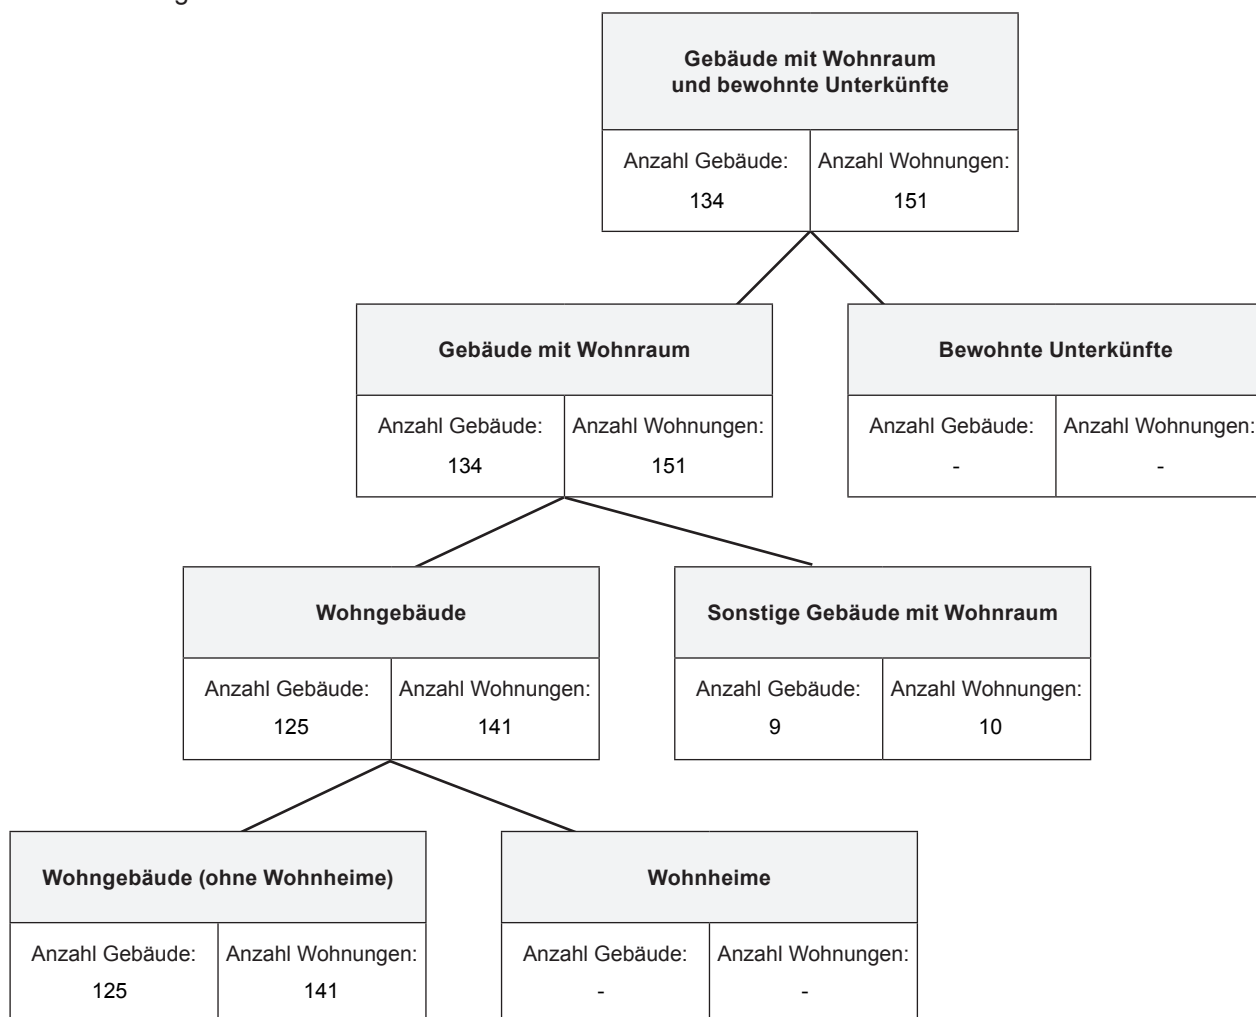 Gebäude mit Wohnraum
und bewohnte Unterkünfte
Anzahl Gebäude: Anzahl Wohnungen:
134 151
Gebäude mit Wohnraum Bewohnte Unterkünfte
Anzahl Gebäude: Anzahl Wohnungen: Anzahl Gebäude: Anzahl Wohnungen:
134 151 - -
Wohngebäude Sonstige Gebäude mit Wohnraum
Anzahl Gebäude: Anzahl Wohnungen: Anzahl Gebäude: Anzahl Wohnungen:
125 141 9 10
Wohngebäude (ohne Wohnheime) Wohnheime
Anzahl Gebäude: Anzahl Wohnungen: Anzahl Gebäude: Anzahl Wohnungen:
125 141 - -